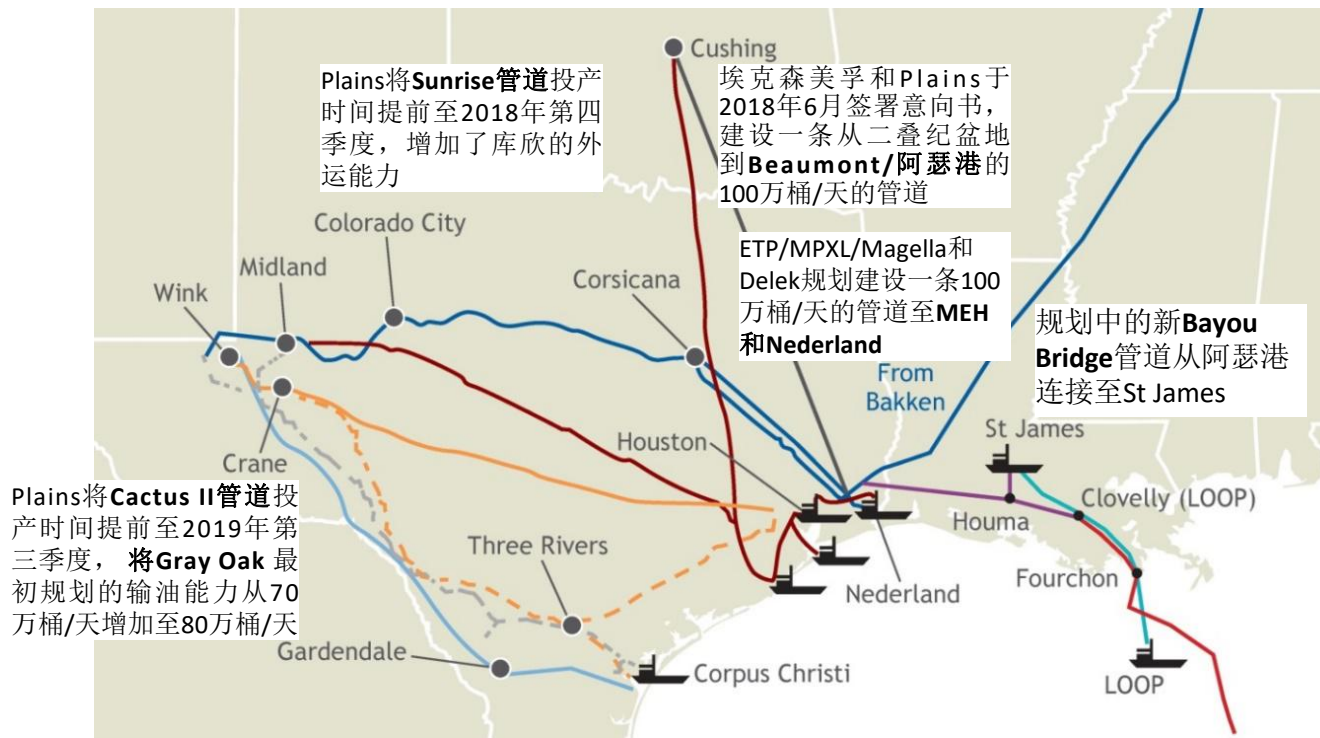 Cushing
Plains将Sunrise管道投产
时间提前至2018年第四
季度，增加了库欣的外
运能力
埃克森美孚和Plains于
2018年6月签署意向书，
建设一条从二叠纪盆地
到Beaumont/阿瑟港的
100万桶/天的管道
Colorado City
Midland
Wink
Corsicana
ETP/MPXL/Magella和
Delek规划建设一条100
万桶/天的管道至MEH
和Nederland
规划中的新Bayou
Bridge管道从阿瑟港
连接至St James
From
Bakken
St James
Houston
Crane
Clovelly (LOOP)
Houma
Plains将Cactus II管道投
产时间提前至2019年第
三季度，将Gray Oak 最
初规划的输油能力从70
万桶/天增加至80万桶/天
Three Rivers
Nederland
Fourchon
Gardendale
Corpus Christi
LOOP